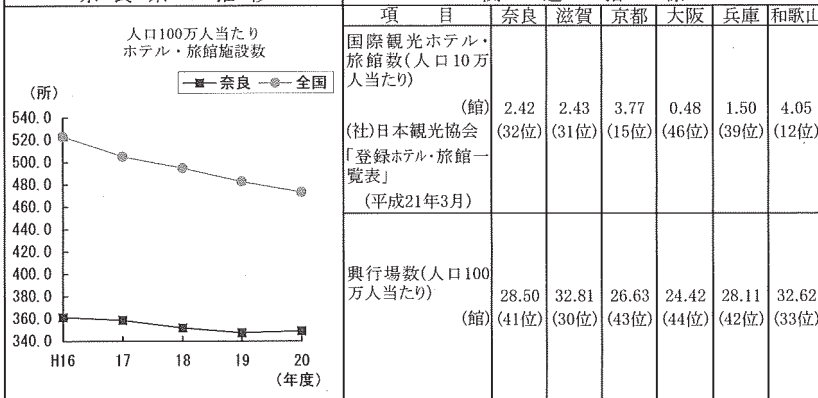 人口100万人当たり
ホテル・旅館施設数
奈良 全国
(所)
540.0
520.0
500.0
480.0
460.0
440.0
420.0
400.0
380.0
360.0
340.0
H16 17 18 19 20
(年度)
項 目 奈良 滋賀 京都 大阪 兵庫 和歌山
国際観光ホテル・
旅館数(人口10万
人当たり)
(館) 2.42 2.43 3.77 0.48 1.50 4.05
(社)日本観光協会 (32位) (31位) (15位) (46位) (39位) (12位)
「登録ホテル・旅館一
覧表」
(平成21年3月)
興行場数(人口100
万人当たり) 28.50 32.81 26.63 24.42 28.11 32.62
(館) (41位) (30位) (43位) (44位) (42位) (33位)